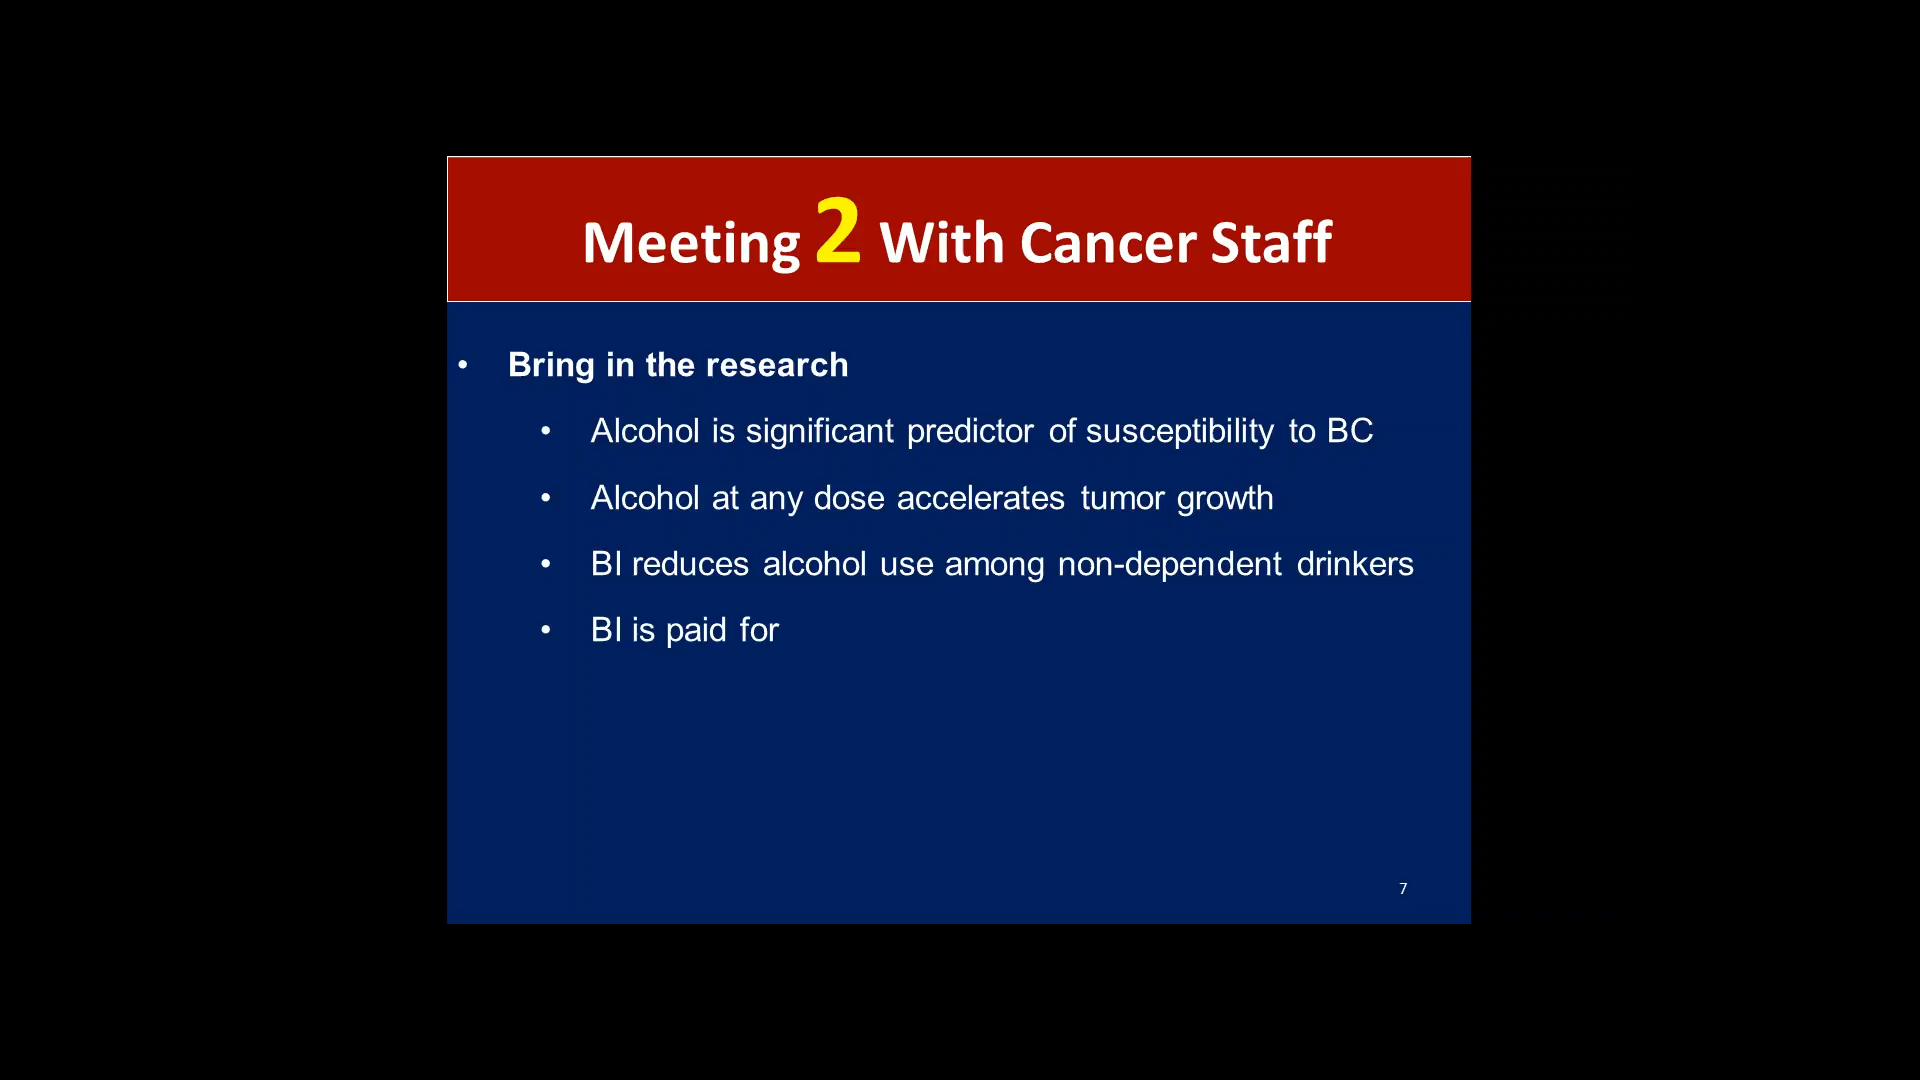 Meeting 2 With Cancer Staff
• Bring in the research
• Alcohol is significant predictor of susceptibility to BC
• Alcohol at any dose accelerates tumor growth
• BI reduces alcohol use among non-dependent drinkers
• BI is paid for
7